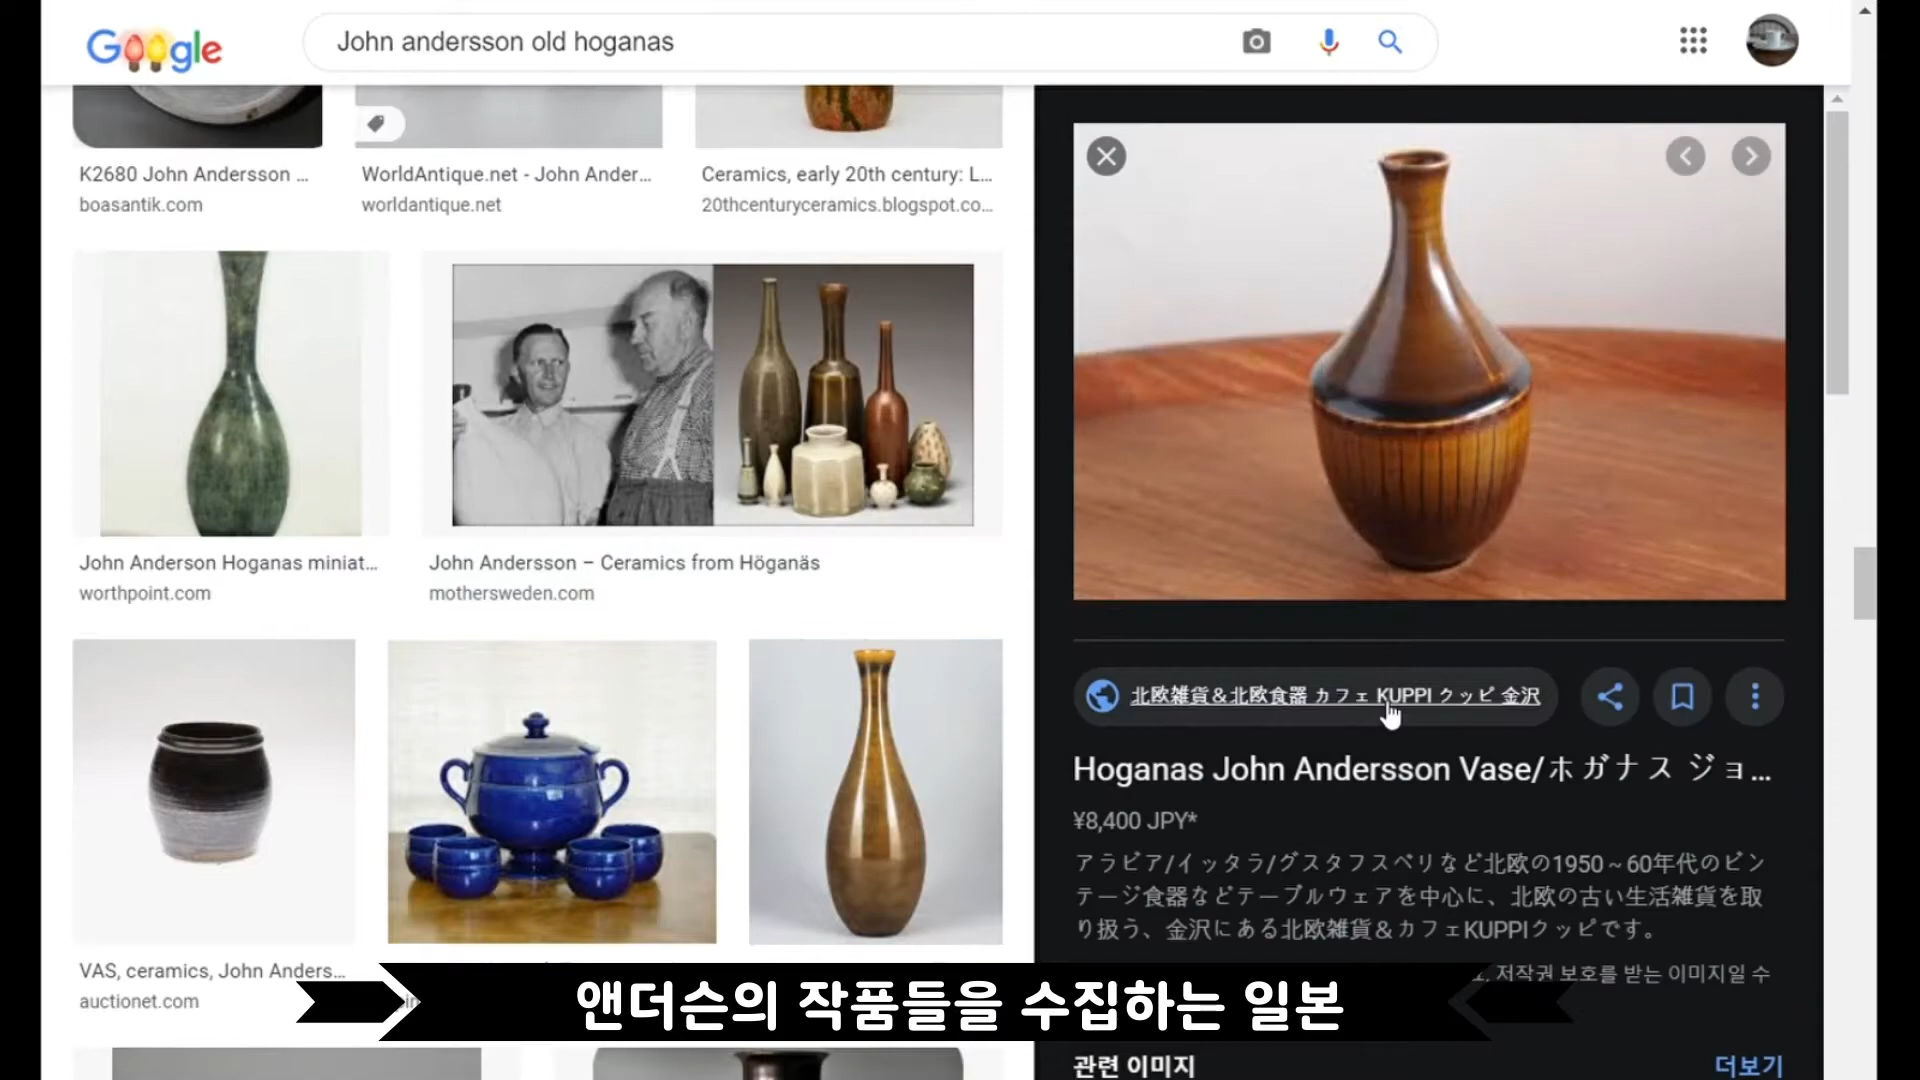 Google
John andersson old hoganas
K2680 John Andersson ...
boasantik.com
WorldAntique.net - John Ander...
worldantique.net
Ceramics, early 20th century: L...
20thcenturyceramics.blogspot.co...
John Anderson Hoganas miniat...
worthpoint.com
John Andersson – Ceramics from Höganäs
mothersweden.com
VAS, ceramics, John Anders...
auctionet.com
北欧雑貨&北欧食器 カフェ KUPPI クッピ 金沢
Hoganas John Andersson Vase/ホガナス ジョ...
¥8,400 JPY*
アラビア/イッタラ/グスタフスベリなど北欧の1950~60年代のビン
テージ食器などテーブルウェアを中心に、北欧の古い生活雑貨を取
り扱う、金沢にある北欧雑貨&カフェKUPPIクッピです。
저작권 보호를 받는 이미지일 수
앤더슨의 작품들을 수집하는 일본
관련 이미지
더보기